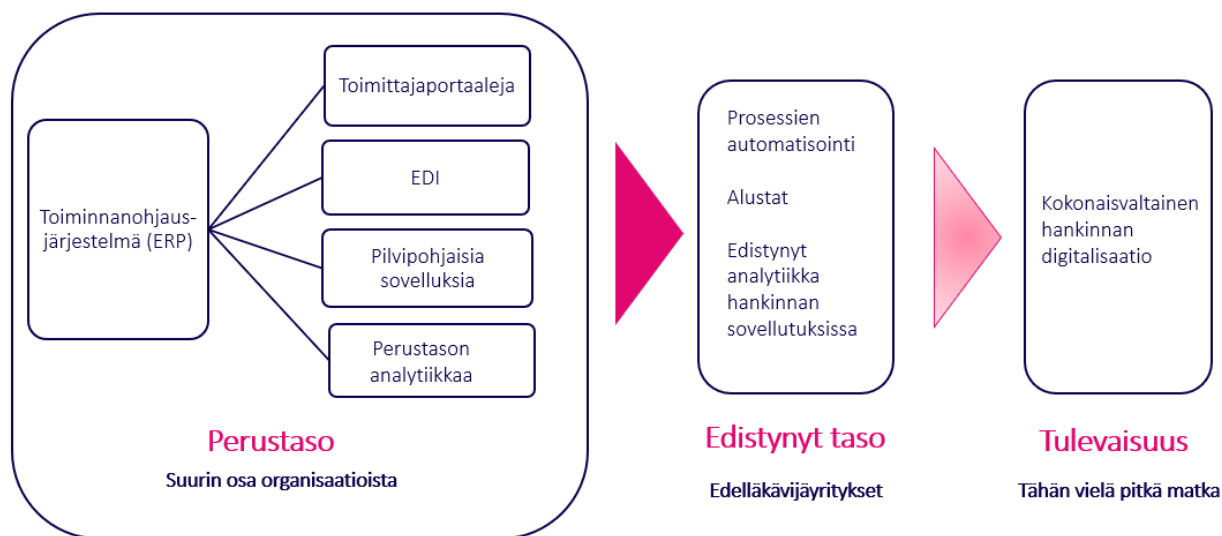 Toimittajaportaaleja
Toiminnanohjaus-
järjestelmä (ERP)
EDI
Pilvipohjaisia
sovelluksia
Perustason
analytiikkaa
Perustaso
Suurin osa organisaatioista
Prosessien
automatisointi
Alustat
Edistynyt
analytiikka
hankinnan
sovellutuksissa
Edistynyt taso
Edelläkävijäyritykset
Kokonaisvaltainen
hankinnan
digitalisaatio
Tulevaisuus
Tähän vielä pitkä matka